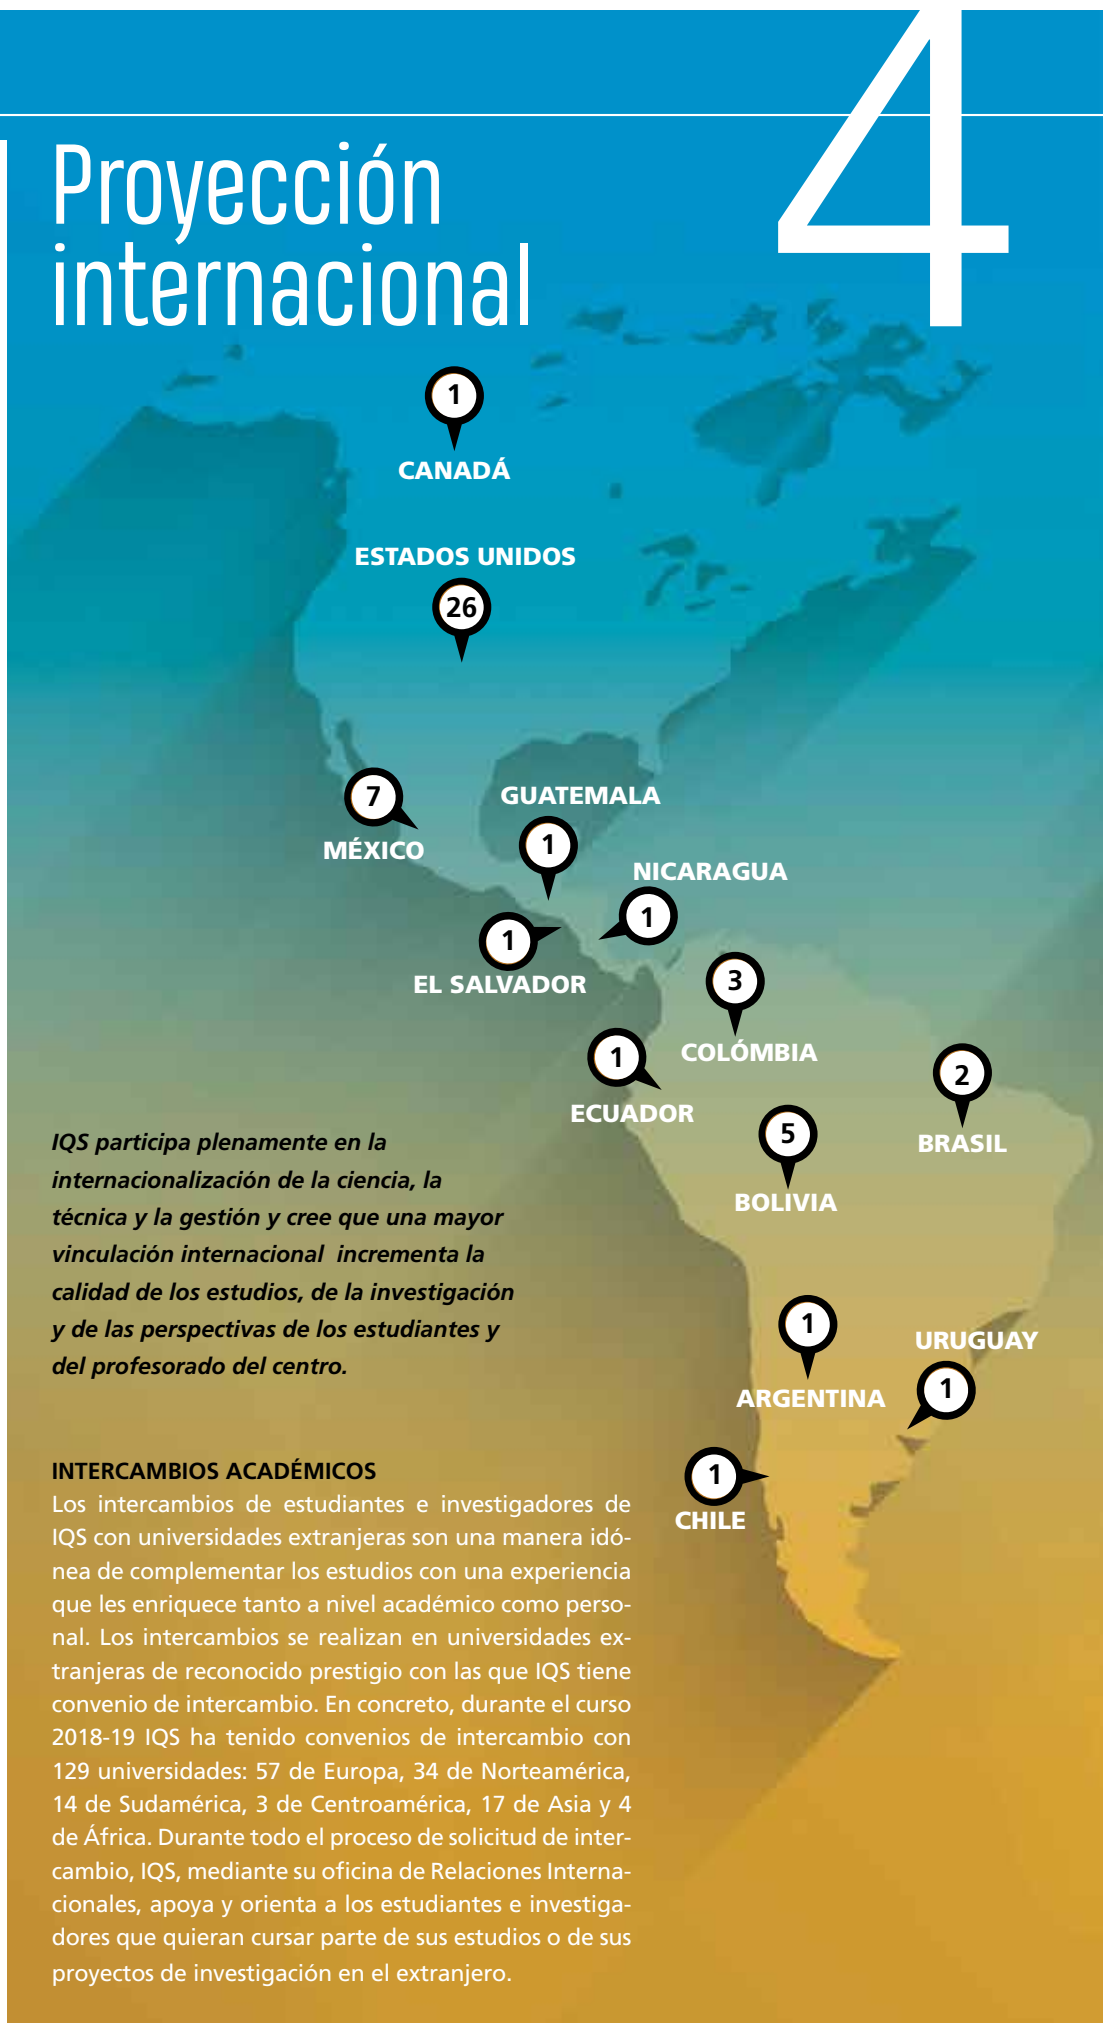 4
Proyección
internacional
1
CANADÁ
ESTADOS UNIDOS
26
7
MÉXICO
GUATEMALA
1
NICARAGUA
1
1
EL SALVADOR
3
COLÓMBIA
1
ECUADOR
2
BRASIL
5
BOLIVIA
1
ARGENTINA
URUGUAY
1
1
CHILE
IQS participa plenamente en la
internacionalización de la ciencia, la
técnica y la gestión y cree que una mayor
vinculación internacional incrementa la
calidad de los estudios, de la investigación
y de las perspectivas de los estudiantes y
del profesorado del centro.
INTERCAMBIOS ACADÉMICOS
Los intercambios de estudiantes e investigadores de
IQS con universidades extranjeras son una manera idó-
nea de complementar los estudios con una experiencia
que les enriquece tanto a nivel académico como perso-
nal. Los intercambios se realizan en universidades ex-
tranjeras de reconocido prestigio con las que IQS tiene
convenio de intercambio. En concreto, durante el curso
2018-19 IQS ha tenido convenios de intercambio con
129 universidades: 57 de Europa, 34 de Norteamérica,
14 de Sudamérica, 3 de Centroamérica, 17 de Asia y 4
de África. Durante todo el proceso de solicitud de inter-
cambio, IQS, mediante su oficina de Relaciones Interna-
cionales, apoya y orienta a los estudiantes e investiga-
dores que quieran cursar parte de sus estudios o de sus
proyectos de investigación en el extranjero.